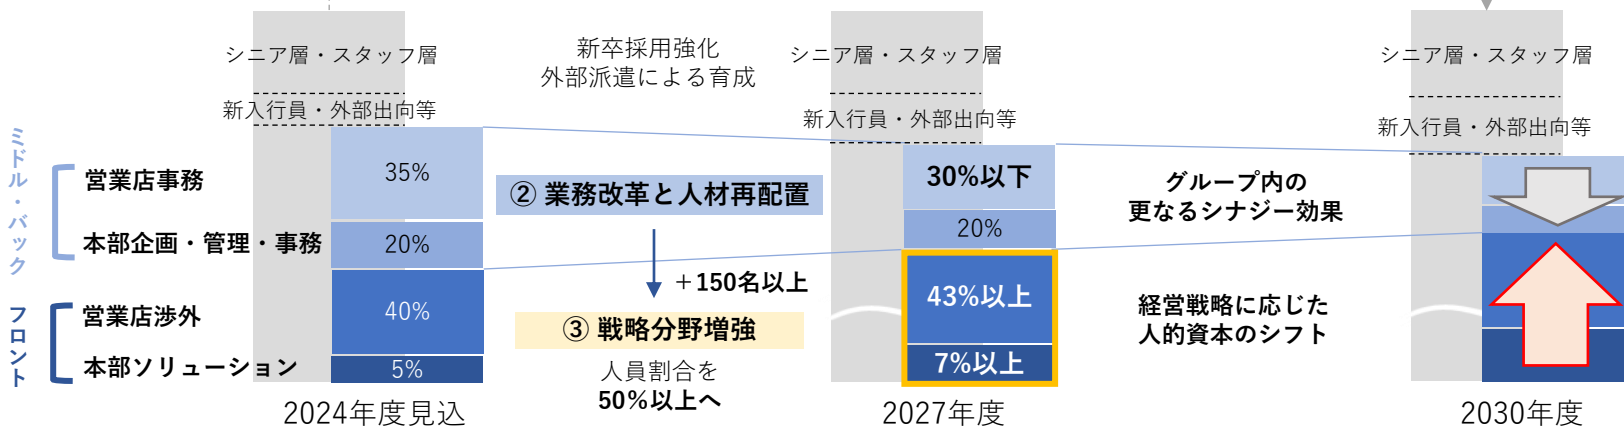 シニア層・スタッフ層
新入行員・外部出向等
ミドル・バック
営業店事務
35%
本部企画・管理・事務
20%
フロント
営業店渉外
40%
本部ソリューション
5%
2024年度見込
新卒採用強化
外部派遣による育成
② 業務改革と人材再配置
＋150名以上
③ 戦略分野増強
人員割合を
50%以上へ
シニア層・スタッフ層
新入行員・外部出向等
30%以下
20%
43%以上
7%以上
2027年度
グループ内の
更なるシナジー効果
経営戦略に応じた
人的資本のシフト
シニア層・スタッフ層
新入行員・外部出向等
2030年度